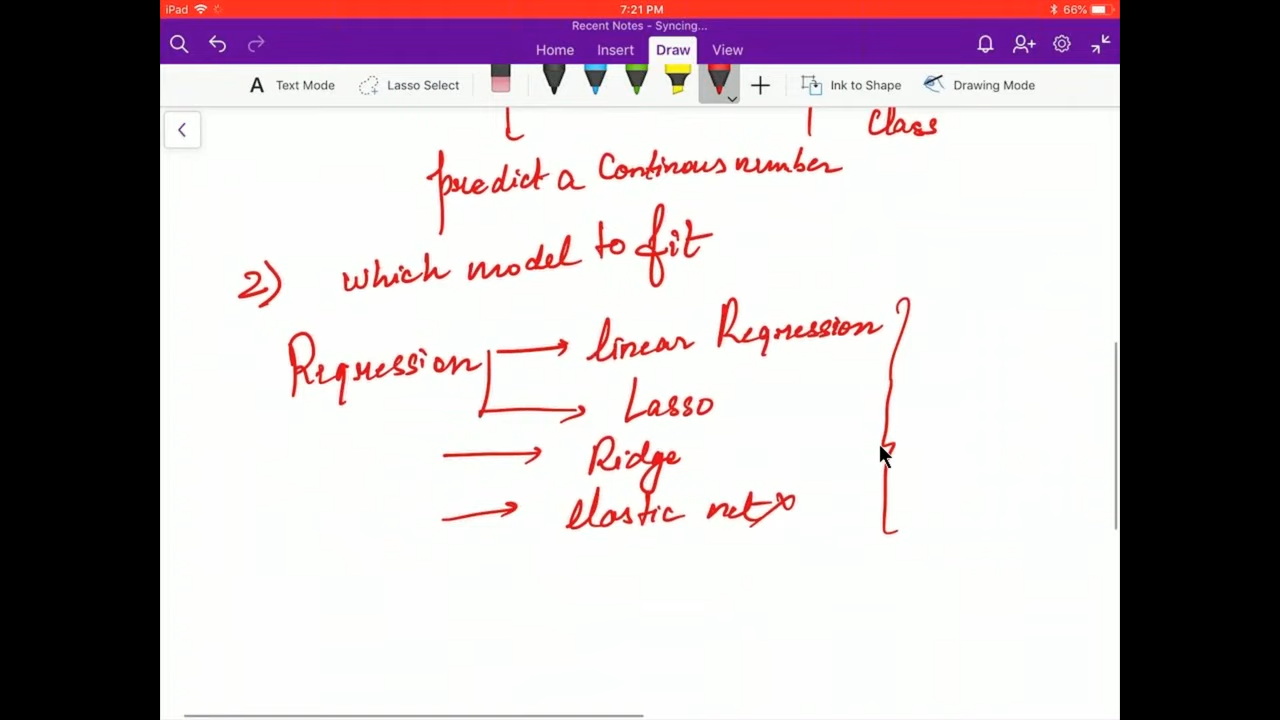 iPad 7:21 PM 66%
Recent Notes - Syncing...
Home Insert Draw View
A Text Mode Lasso Select Ink to Shape Drawing Mode
Class
predict a Continous number
2) which model to fit
Regression linear Regression
Lasso
Ridge
elastic net